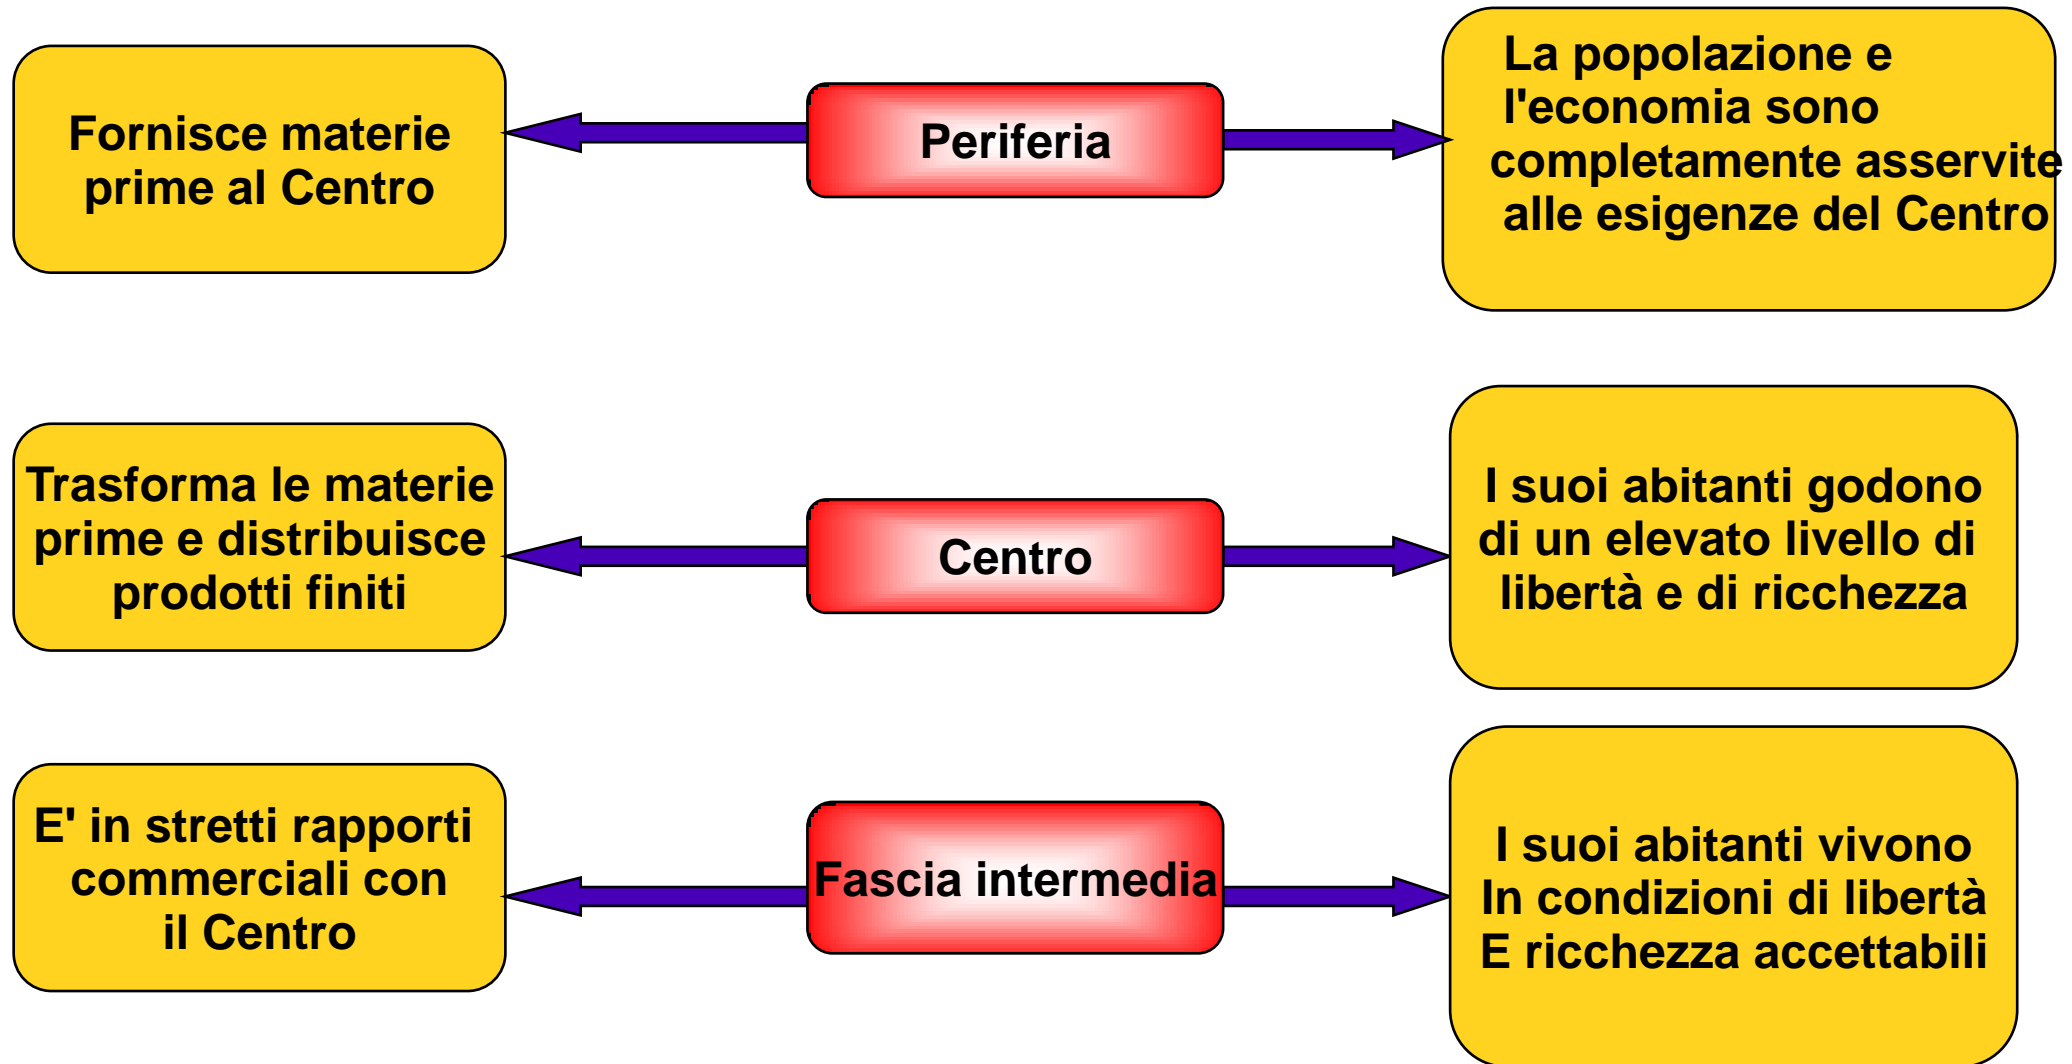 Fornisce materie
prime al Centro
Periferia
La popolazione e
l'economia sono
completamente asservite
alle esigenze del Centro
Trasforma le materie
prime e distribuisce
prodotti finiti
Centro
I suoi abitanti godono
di un elevato livello di
libertà e di ricchezza
E' in stretti rapporti
commerciali con
il Centro
Fascia intermedia
I suoi abitanti vivono
In condizioni di libertà
E ricchezza accettabili